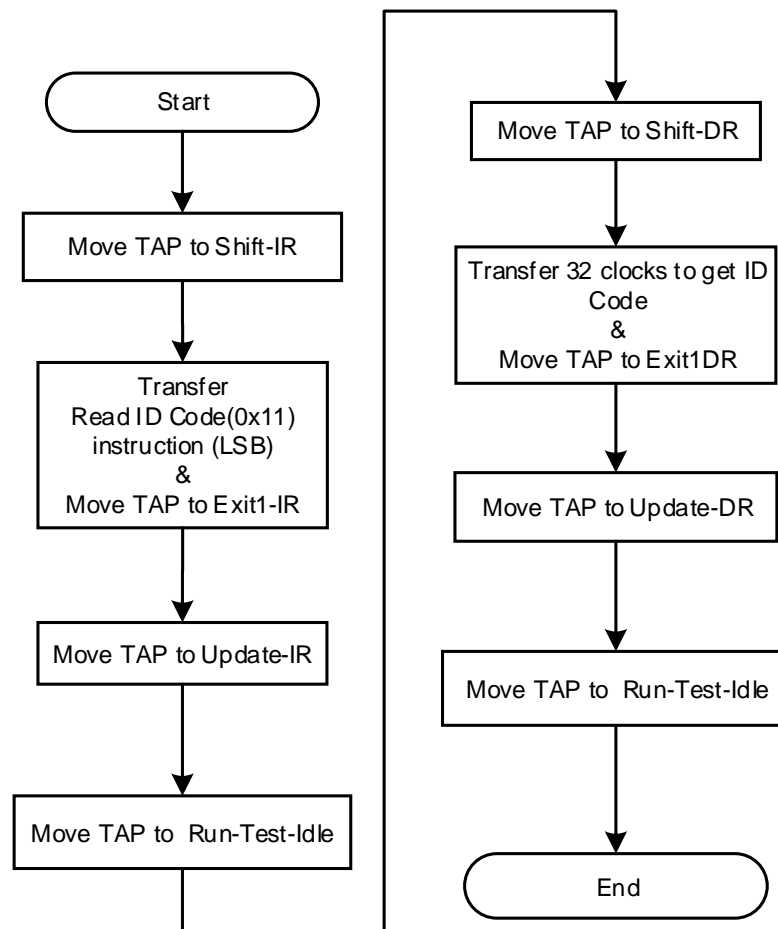 Start
Move TAP to Shift-IR
Transfer
Read ID Code(0x11)
instruction (LSB)
&
Move TAP to Exit1-IR
Move TAP to Update-IR
Move TAP to Run-Test-Idle
Move TAP to Shift-DR
Transfer 32 clocks to get ID
Code
&
Move TAP to Exit1DR
Move TAP to Update-DR
Move TAP to Run-Test-Idle
End